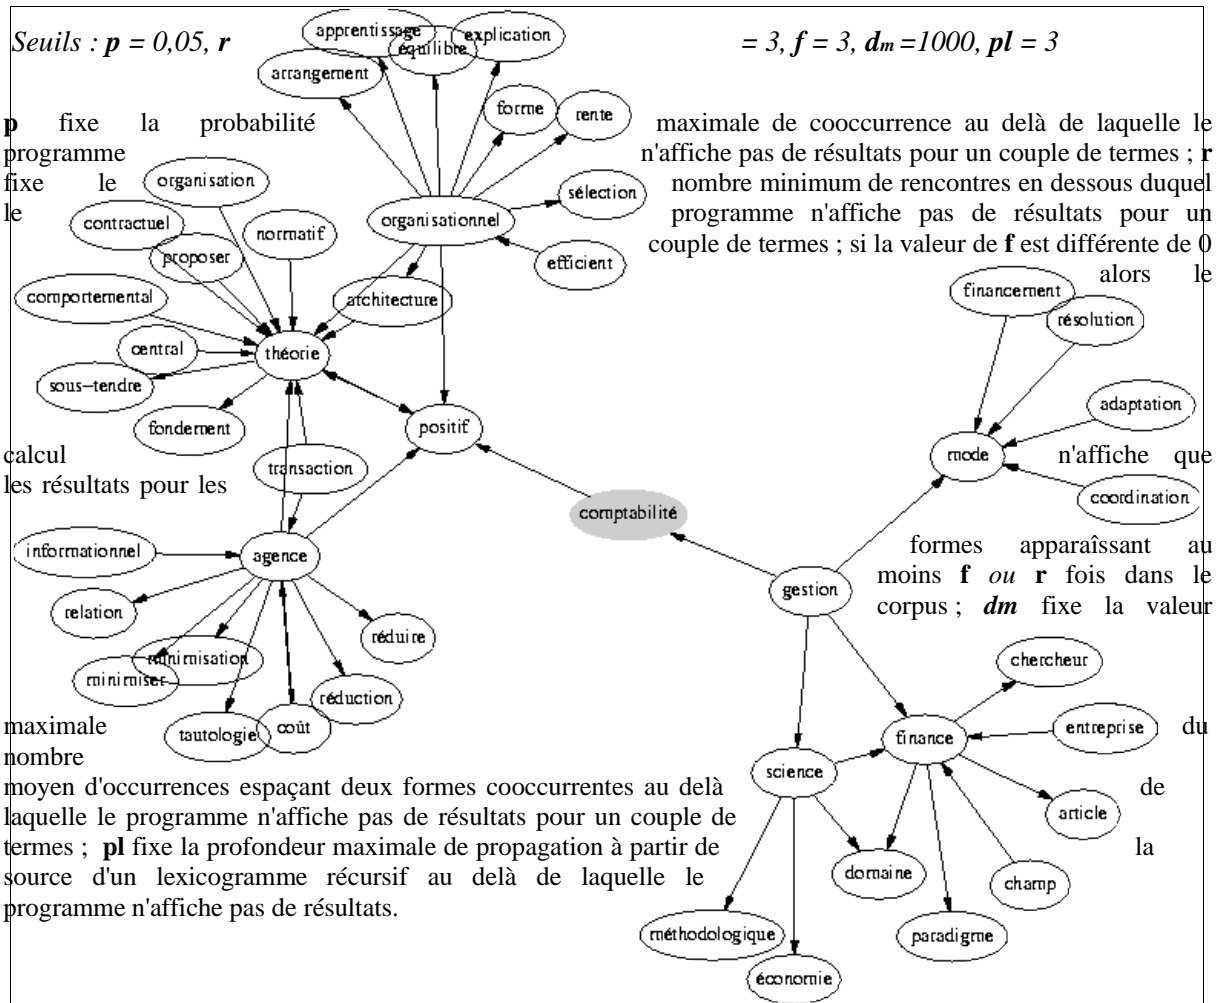 apprentissage
équilibre
explication
Seuils : p = 0,05, r = 3, f = 3, dm =1000, pl = 3
arrangement
forme
rente
p fixe la probabilité maximale de cooccurrence au delà de laquelle le
programme n'affiche pas de résultats pour un couple de termes ; r
fixe le nombre minimum de rencontres en dessous duquel
le programme n'affiche pas de résultats pour un
couple de termes ; si la valeur de f est différente de 0
alors le
organisation
sélection
contractuel
organisationnel
normatif
proposer
efficient
comportemental
architecture
financement
résolution
central
théorie
sous-tendre
adaptation
fondement
positif
mode
calcul n'affiche que
les résultats pour les
transaction
coordination
comptabilité
formes apparaîssant au
moins f ou r fois dans le
corpus ; dm fixe la valeur
informationnel
agence
gestion
relation
réduire
minimisation
minimiser
réduction
chercheur
tautologie
coût
entreprise
finance
maximale du
nombre
science
moyen d'occurrences espaçant deux formes cooccurrentes au delà de
laquelle le programme n'affiche pas de résultats pour un couple de
termes ; pl fixe la profondeur maximale de propagation à partir de la
source d'un lexicogramme récursif au delà de laquelle le
programme n'affiche pas de résultats.
article
domaine
champ
méthodologique
paradigme
économie